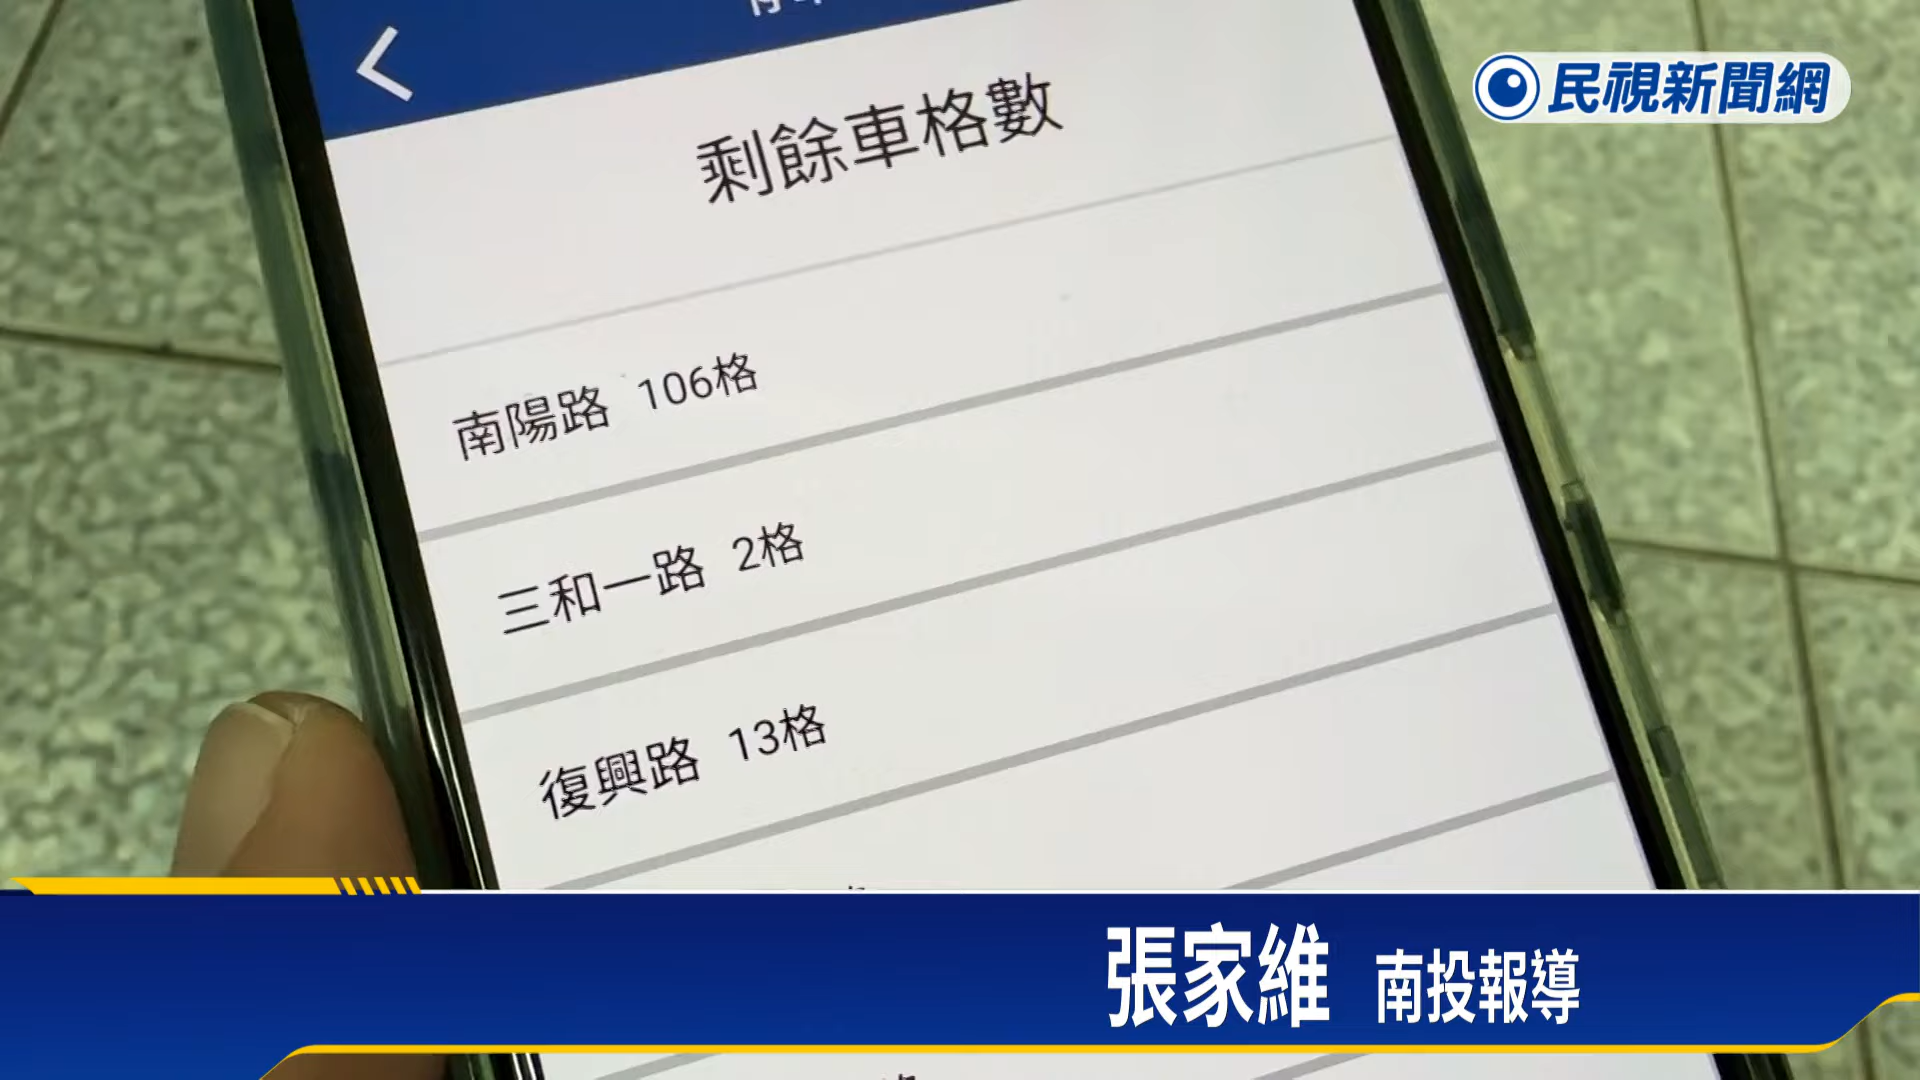 民視新聞網
剩餘車格數
南陽路 106格
三和一路 2格
復興路 13格
張家維 南投報導